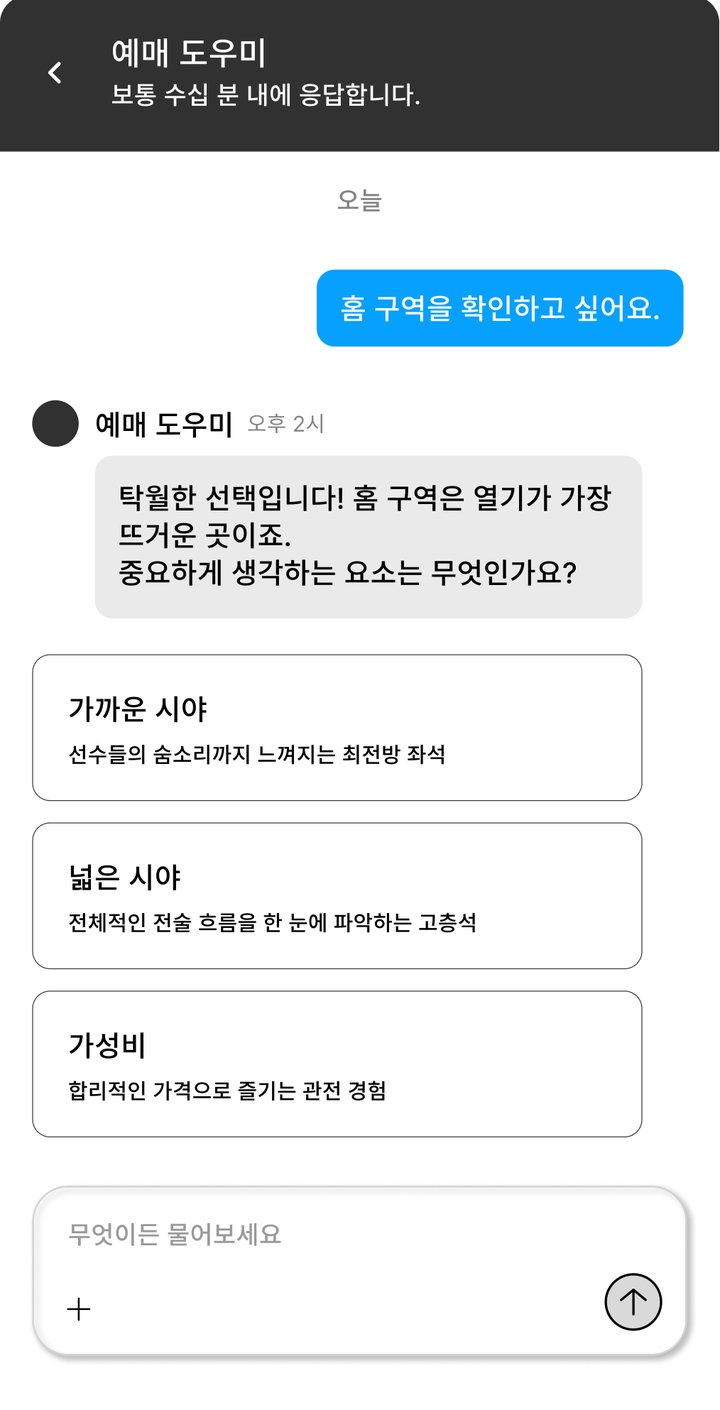 예매 도우미
보통 수십 분 내에 응답합니다.
오늘
홈 구역을 확인하고 싶어요.
예매 도우미 오후 2시
탁월한 선택입니다! 홈 구역은 열기가 가장
뜨거운 곳이죠.
중요하게 생각하는 요소는 무엇인가요?
가까운 시야
선수들의 숨소리까지 느껴지는 최전방 좌석
넓은 시야
전체적인 전술 흐름을 한 눈에 파악하는 고층석
가성비
합리적인 가격으로 즐기는 관전 경험
무엇이든 물어보세요